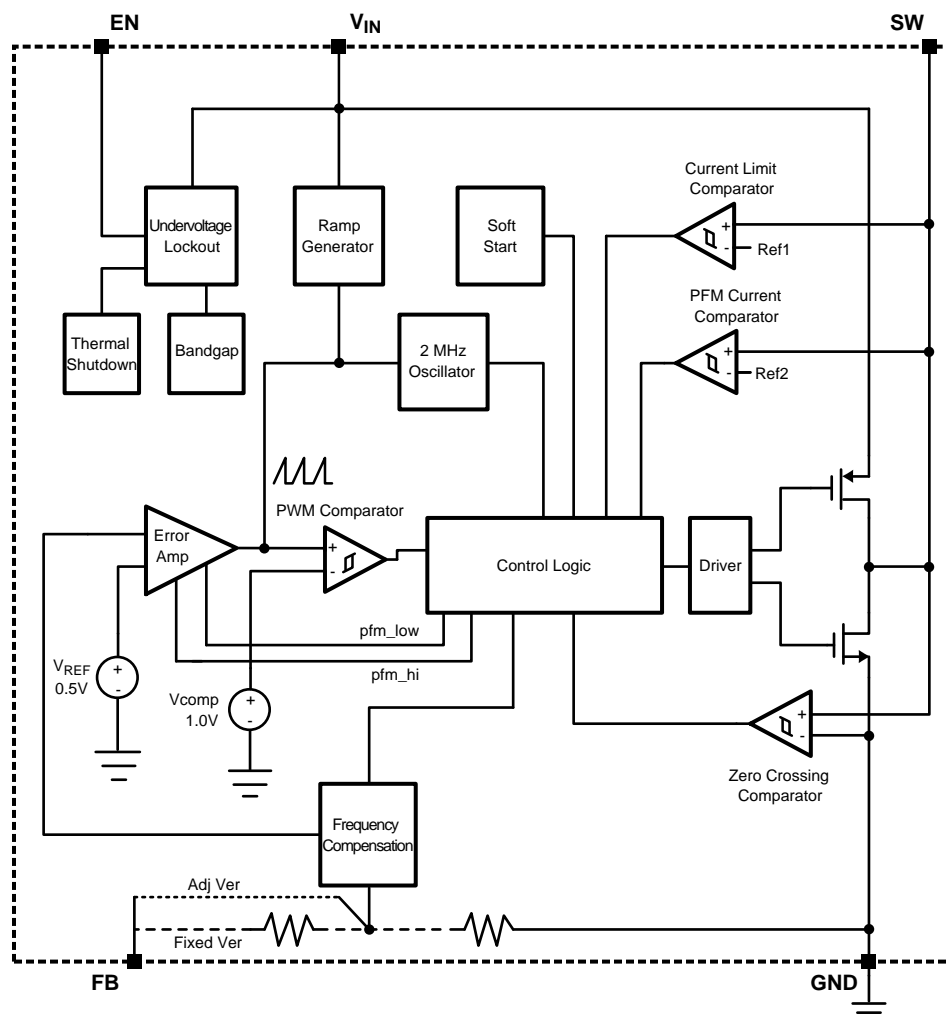 EN
VIN
SW
Current Limit
Comparator
Undervoltage
Lockout
Ramp
Generator
Soft
Start
+
-
Ref1
PFM Current
Comparator
Thermal
Shutdown
Bandgap
2 MHz
Oscillator
+
-
Ref2
PWM Comparator
Error
Amp
+
-
Control Logic
Driver
pfm_low
pfm_hi
VREF
0.5V
+
-
Vcomp
1.0V
+
-
+
-
Zero Crossing
Comparator
Frequency
Compensation
Adj Ver
Fixed Ver
FB
GND